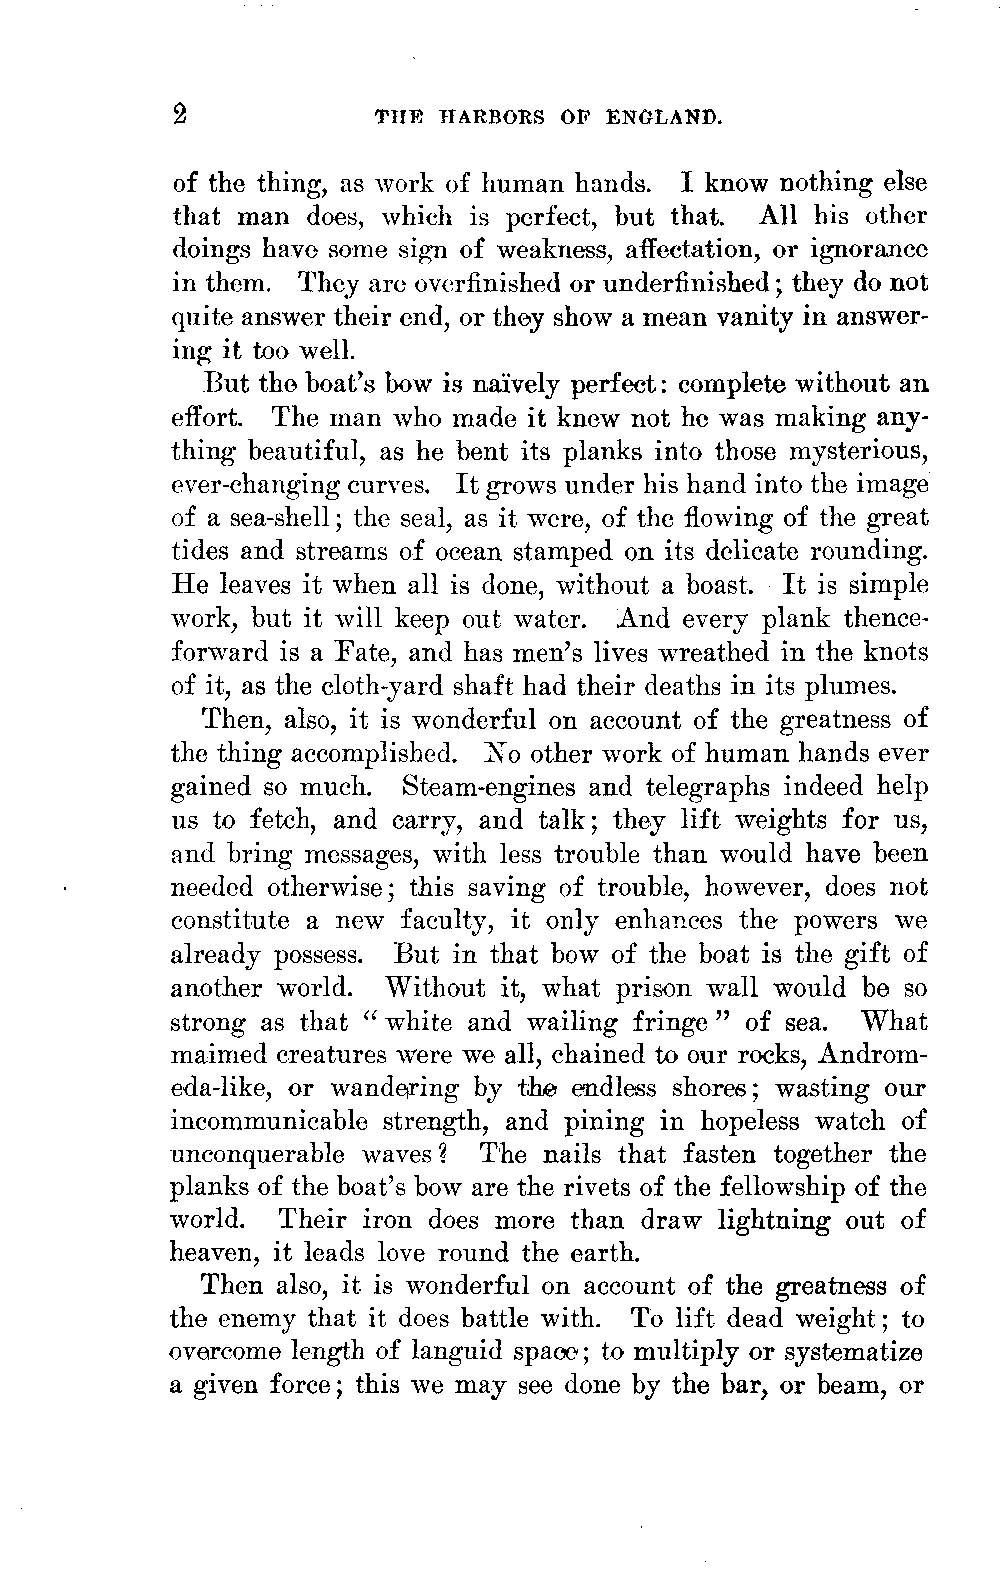 2 THE HARBORS OF ENGLAND.
of the thing, as work of human hands. I know nothing else
that man does, which is perfect, but that. All his other
doings have some sign of weakness, affectation, or ignorance
in them. They are overfinished or underfinished; they do not
quite answer their end, or they show a mean vanity in answer-
ing it too well.
But the boat's bow is naïvely perfect: complete without an
effort. The man who made it knew not he was making any-
thing beautiful, as he bent its planks into those mysterious,
ever-changing curves. It grows under his hand into the image
of a sea-shell; the seal, as it were, of the flowing of the great
tides and streams of ocean stamped on its delicate rounding.
He leaves it when all is done, without a boast. It is simple
work, but it will keep out water. And every plank thence-
forward is a Fate, and has men's lives wreathed in the knots
of it, as the cloth-yard shaft had their deaths in its plumes.
Then, also, it is wonderful on account of the greatness of
the thing accomplished. No other work of human hands ever
gained so much. Steam-engines and telegraphs indeed help
us to fetch, and carry, and talk; they lift weights for us,
and bring messages, with less trouble than would have been
needed otherwise; this saving of trouble, however, does not
constitute a new faculty, it only enhances the powers we
already possess. But in that bow of the boat is the gift of
another world. Without it, what prison wall would be so
strong as that "white and wailing fringe" of sea. What
maimed creatures were we all, chained to our rocks, Androm-
eda-like, or wandering by the endless shores; wasting our
incommunicable strength, and pining in hopeless watch of
unconquerable waves? The nails that fasten together the
planks of the boat's bow are the rivets of the fellowship of the
world. Their iron does more than draw lightning out of
heaven, it leads love round the earth.
Then also, it is wonderful on account of the greatness of
the enemy that it does battle with. To lift dead weight; to
overcome length of languid space; to multiply or systematize
a given force; this we may see done by the bar, or beam, or